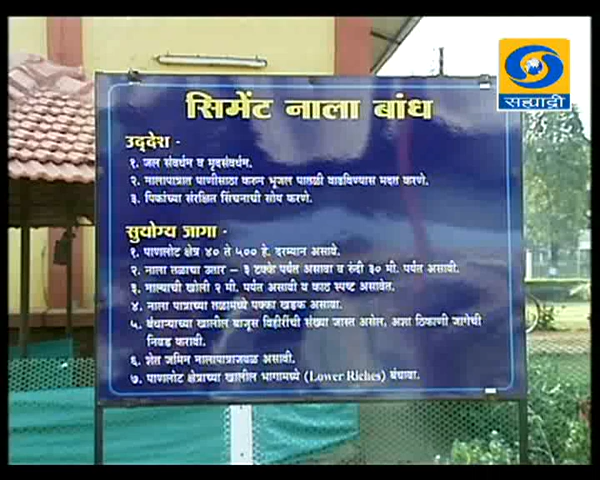 सह्याद्री
सिमेंट नाला बांध
उद्देश -
१. जल संवर्धन व मृदसंवर्धन.
२. नालापात्रात पाणीसाठा करुन भूजल पातळी वाढविण्यास मदत करणे.
३. पिकांच्या संरक्षित सिंचनाची सोय करणे.
सुयोग्य जागा -
१. पाणलोट क्षेत्र ४० ते ५०० हे. दरम्यान असावे.
२. नाला तळाचा उतार – ३ टक्के पर्यंत असावा व रुंदी ३० मी. पर्यंत असावी.
३. नाल्याची खोली २ मी. पर्यंत असावी व काठ स्पष्ट असावेत.
४. नाला पात्राच्या तळामध्ये पक्का खडक असावा.
५. बंधाऱ्याच्या खालील बाजूस विहीरींची संख्या जास्त असेल, अशा ठिकाणी जागेची
निवड करावी.
६. शेत जमिन नालापात्राजवळ असावी.
७. पाणलोट क्षेत्राच्या खालील भागामध्ये (Lower Riches) बंधावा.